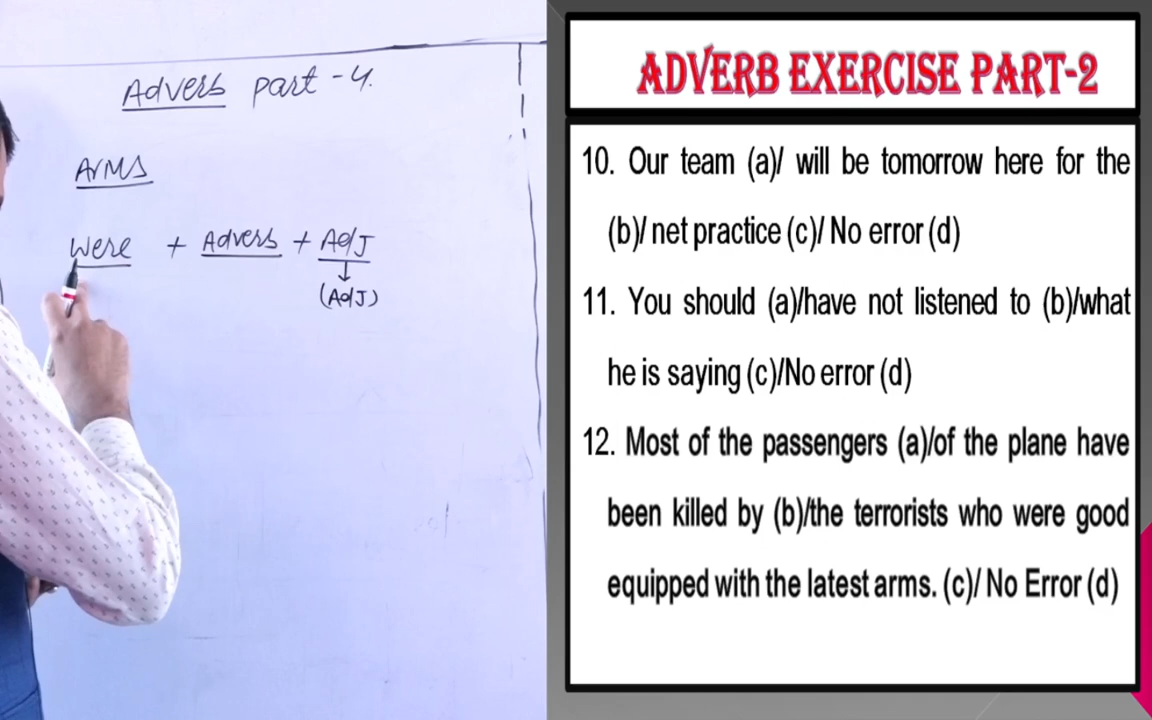 Adverb part -4.
Arms
were + Adverb + Adj
(Adj)
ADVERB EXERCISE PART-2
10. Our team (a)/ will be tomorrow here for the
(b)/ net practice (c)/ No error (d)
11. You should (a)/have not listened to (b)/what
he is saying (c)/No error (d)
12. Most of the passengers (a)/of the plane have
been killed by (b)/the terrorists who were good
equipped with the latest arms. (c)/ No Error (d)